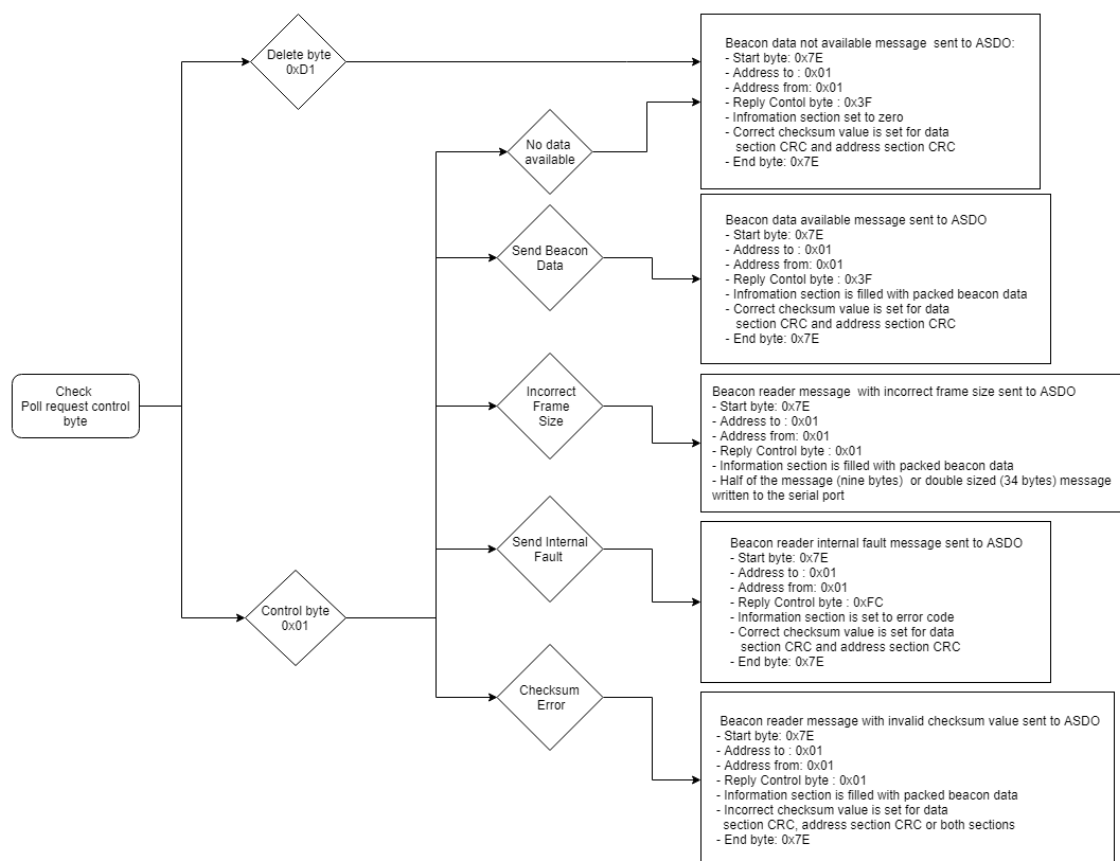 Delete byte
0xD1
Beacon data not available message  sent to ASDO:
- Start byte: 0x7E
- Address to : 0x01
- Address from: 0x01
- Reply Contol byte : 0x3F
- Infromation section set to zero
- Correct checksum value is set for data
section CRC and address section CRC
- End byte: 0x7E
No data
available
Send Beacon
Data
Beacon data available message sent to ASDO
- Start byte: 0x7E
- Address to : 0x01
- Address from: 0x01
- Reply Contol byte : 0x3F
- Infromation section is filled with packed beacon data
- Correct checksum value is set for data
section CRC and address section CRC
- End byte: 0x7E
Check
Poll request control
byte
Incorrect
Frame
Size
Beacon reader message  with incorrect frame size sent to ASDO
- Start byte: 0x7E
- Address to : 0x01
- Address from: 0x01
- Reply Control byte : 0x01
- Information section is filled with packed beacon data
- Half of the message (nine bytes)  or double sized (34 bytes) message
written to the serial port
Send Internal
Fault
Beacon reader internal fault message sent to ASDO
- Start byte: 0x7E
- Address to : 0x01
- Address from: 0x01
- Reply Control byte : 0xFC
- Information section is set to error code
- Correct checksum value is set for data
section CRC and address section CRC
- End byte: 0x7E
Control byte
0x01
Checksum
Error
Beacon reader message with invalid checksum value sent to ASDO
- Start byte: 0x7E
- Address to : 0x01
- Address from: 0x01
- Reply Control byte : 0x01
- Information section is filled with packed beacon data
- Incorrect checksum value is set for data
section CRC, address section CRC or both sections
- End byte: 0x7E